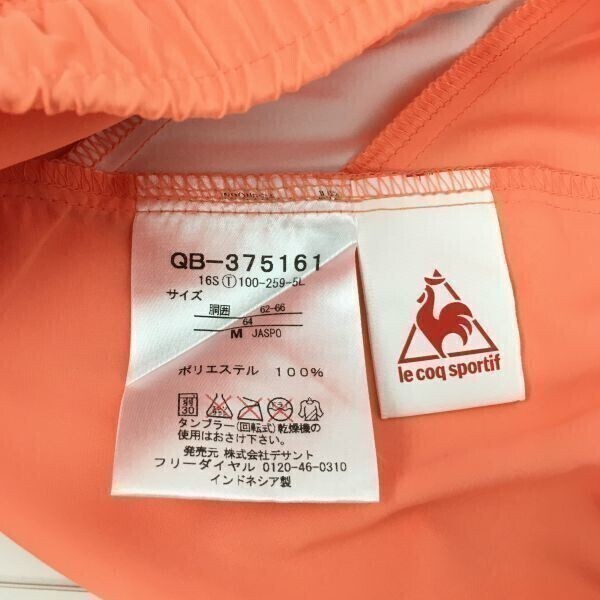 QB-375161
16S Ⓣ 100-259-5L
サイズ
胴囲 62-66
64
M JASPO
ポリエステル 100%
弱 30
タンブラー(回転式)乾燥機の
使用はおさけ下さい。
発売元 株式会社デサント
フリーダイヤル 0120-46-0310
インドネシア製
le coq sportif